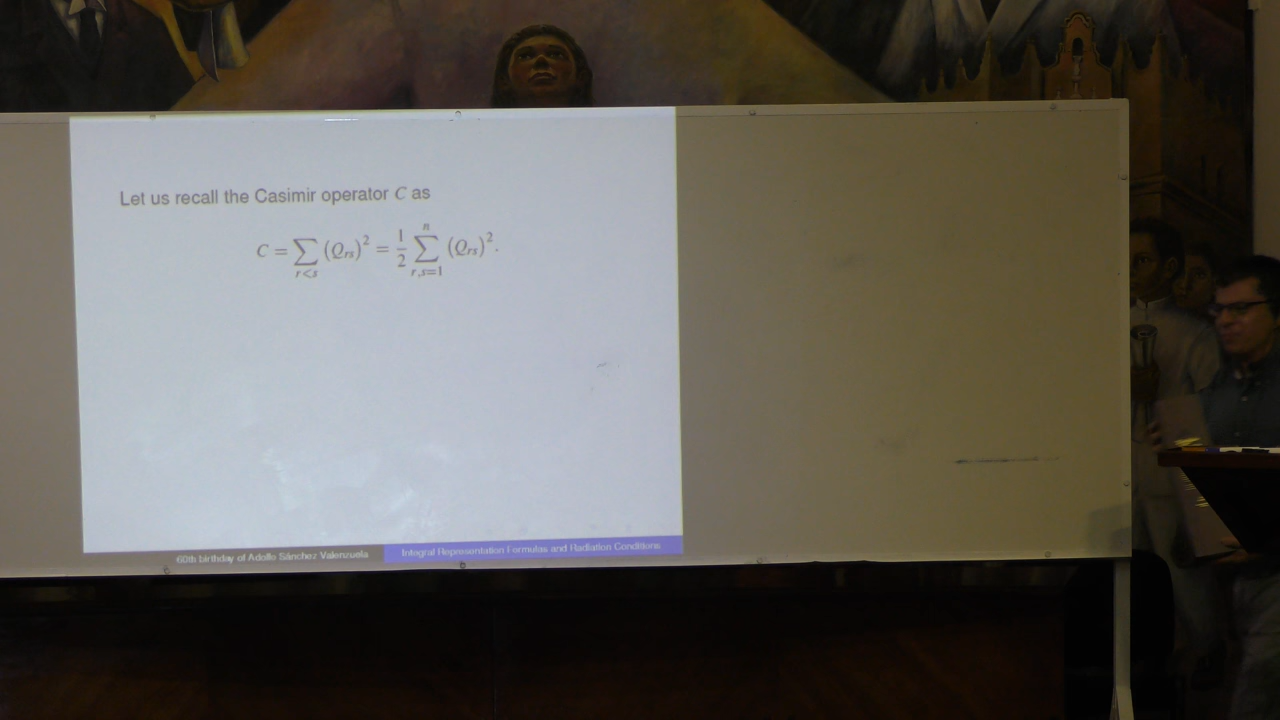 Let us recall the Casimir operator C as
C = ∑_{r<s} (Q_{rs})^2 = \frac{1}{2} ∑_{r,s=1}^{n} (Q_{rs})^2.
60th birthday of Adolfo Sánchez Valenzuela
Integral Representation Formulas and Radiation Conditions